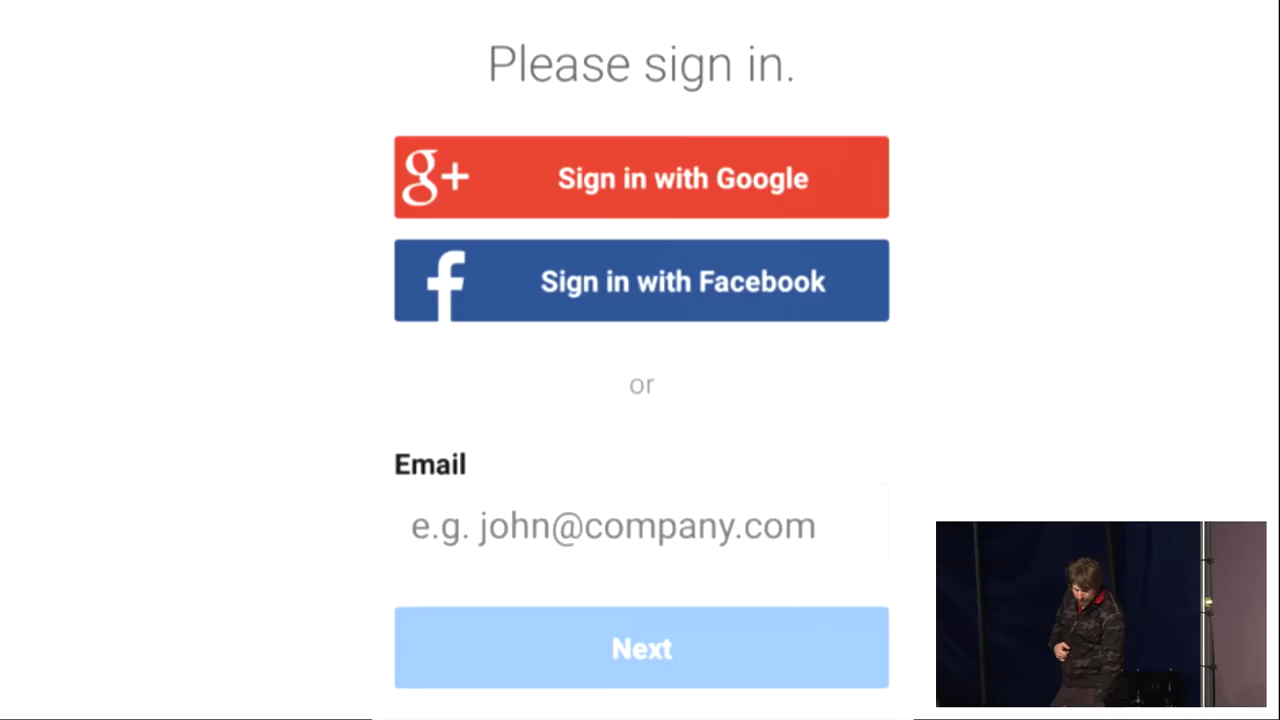 Please sign in.
g+ Sign in with Google
f Sign in with Facebook
or
Email
e.g. john@company.com
Next